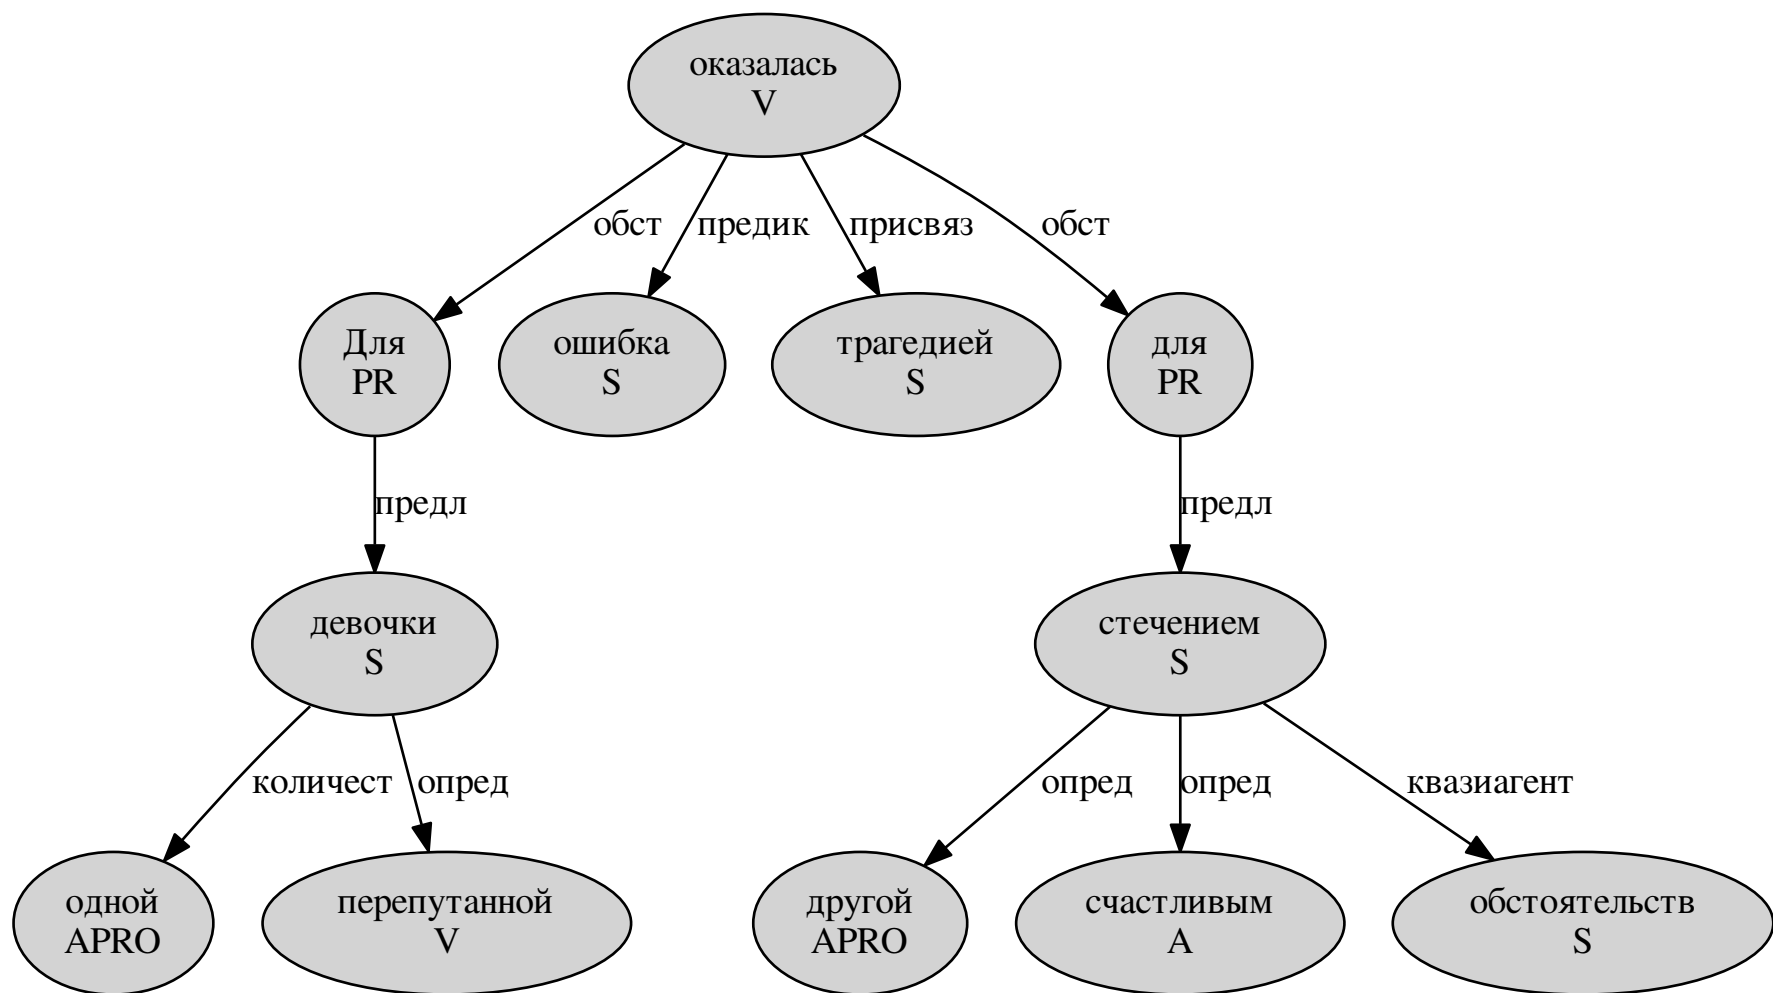 оказалась
V
обст
предик
присвяз
обст
Для
PR
ошибка
S
трагедией
S
для
PR
предл
предл
девочки
S
стечением
S
количест
опред
опред
опред
квазиагент
одной
APRO
перепутанной
V
другой
APRO
счастливым
A
обстоятельств
S